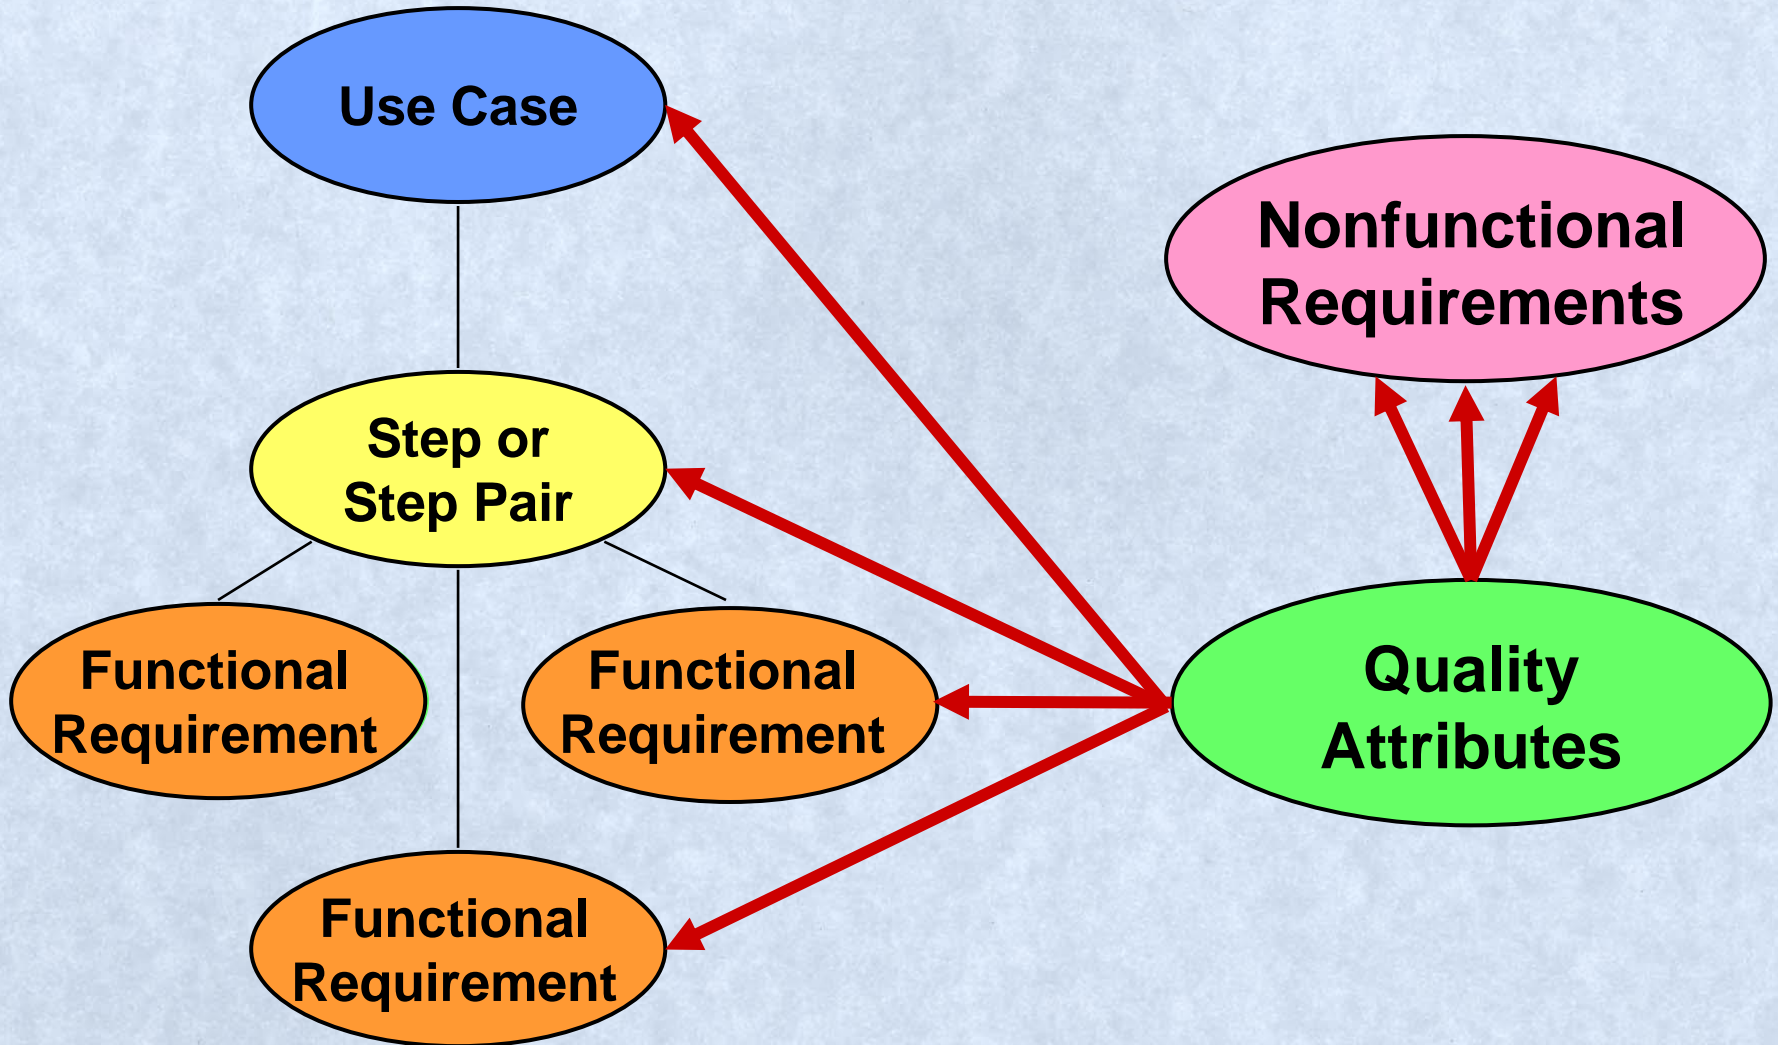 Use Case
Nonfunctional
Requirements
Step or
Step Pair
Functional
Requirement
Functional
Requirement
Quality
Attributes
Functional
Requirement